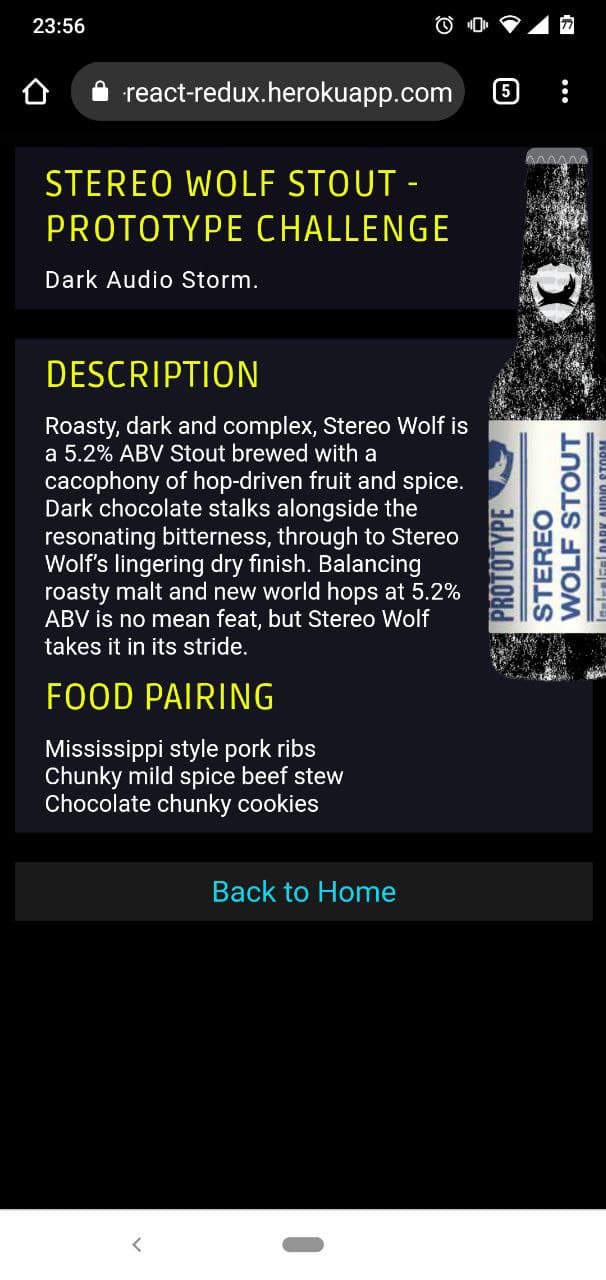 23:56
77
react-redux.herokuapp.com
5
STEREO WOLF STOUT -
PROTOTYPE CHALLENGE
Dark Audio Storm.
DESCRIPTION
Roasty, dark and complex, Stereo Wolf is
a 5.2% ABV Stout brewed with a
cacophony of hop-driven fruit and spice.
Dark chocolate stalks alongside the
resonating bitterness, through to Stereo
Wolf’s lingering dry finish. Balancing
roasty malt and new world hops at 5.2%
ABV is no mean feat, but Stereo Wolf
takes it in its stride.
PROTOTYPE
STEREO
WOLF STOUT
DARK AUDIO STORM
FOOD PAIRING
Mississippi style pork ribs
Chunky mild spice beef stew
Chocolate chunky cookies
Back to Home